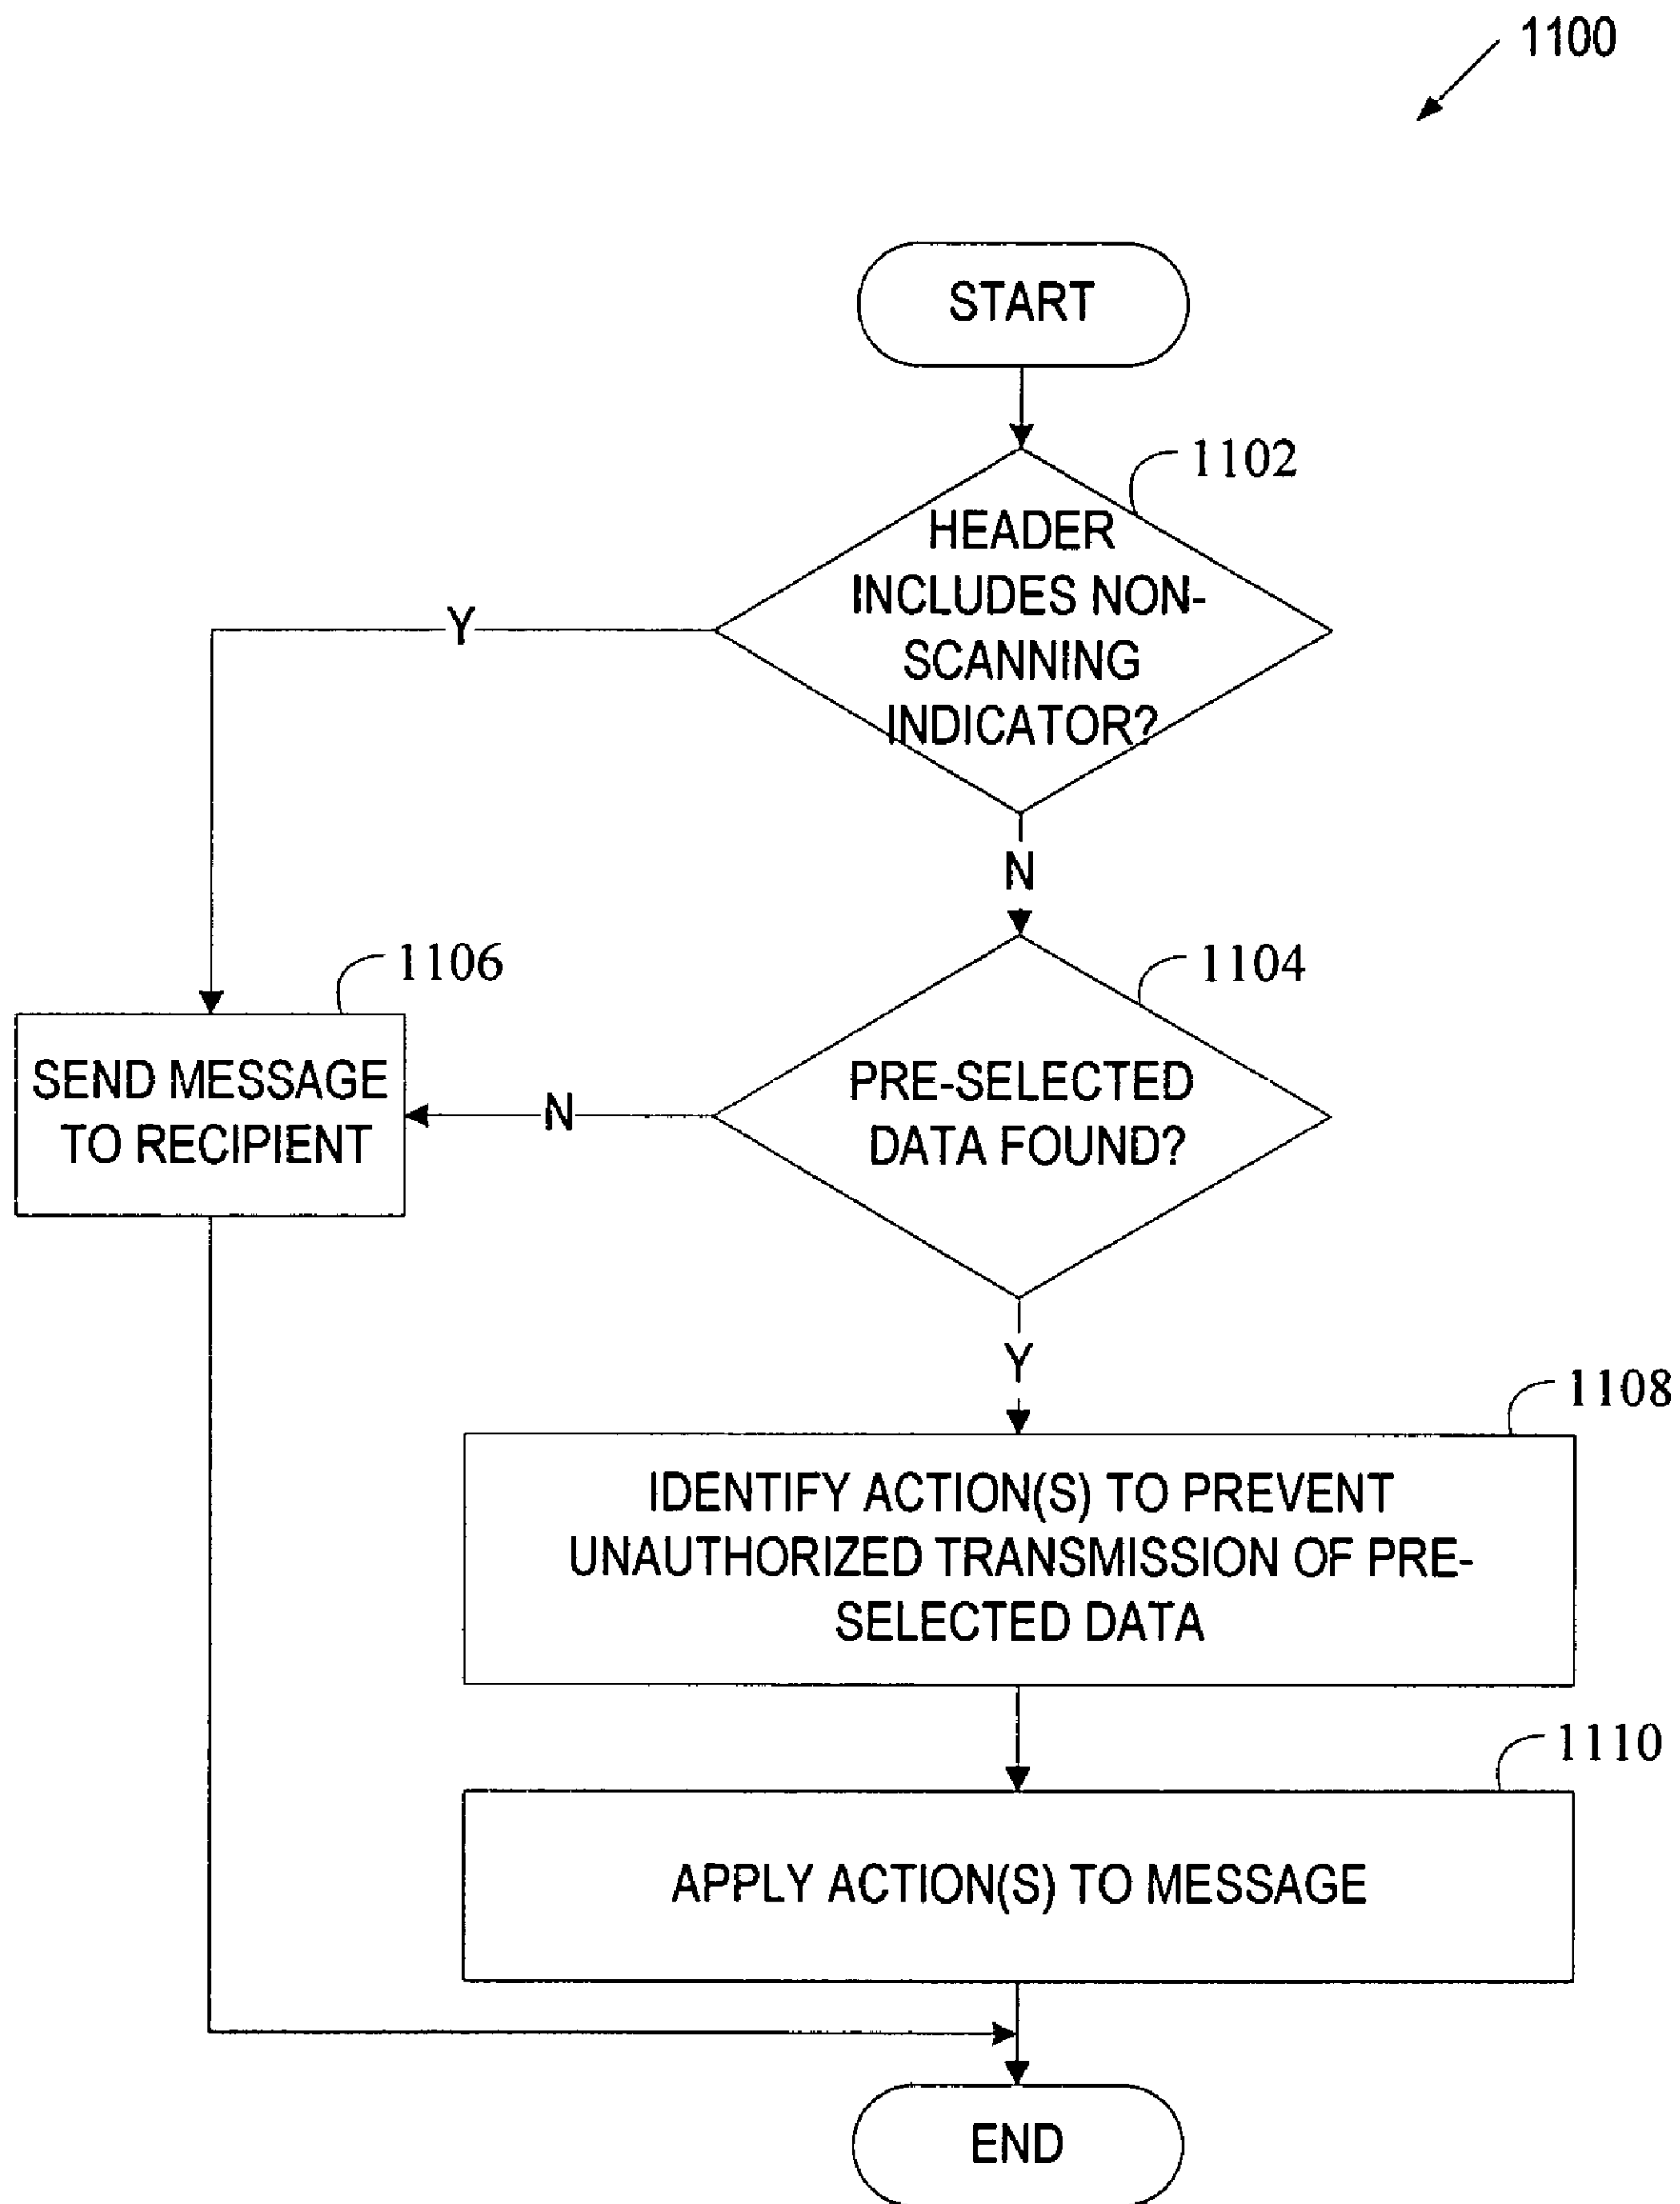 1100
START
1102
HEADER
INCLUDES NON-
SCANNING
INDICATOR?
Y
N
1106
1104
SEND MESSAGE
TO RECIPIENT
N
PRE-SELECTED
DATA FOUND?
Y
1108
IDENTIFY ACTION(S) TO PREVENT
UNAUTHORIZED TRANSMISSION OF PRE-
SELECTED DATA
1110
APPLY ACTION(S) TO MESSAGE
END